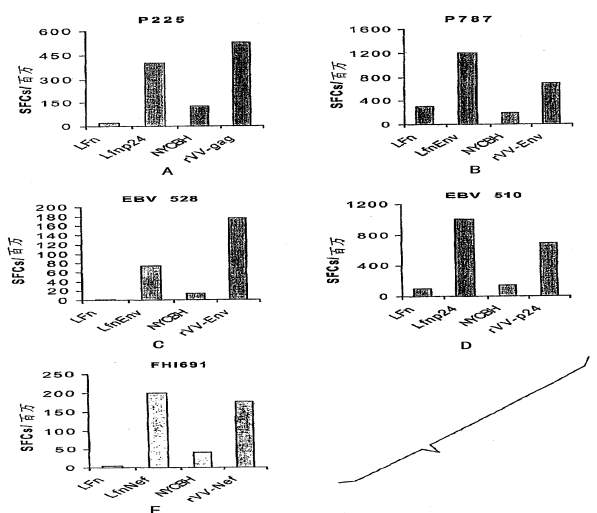 P225
600
450
300
150
0
SFCs/百万
LFn
Lfnp24
NYCBH
rVV-gag
A
P787
1600
1200
800
400
0
SFCs/百万
LFn
LfnEnv
NYCBH
rVV-Env
B
EBV 528
200
180
160
140
120
100
80
60
40
20
0
SFCs/百万
LFn
LfnEnv
NYCBH
rVV-Env
C
EBV 510
1200
800
400
0
SFCs/百万
LFn
Lfnp24
NYCBH
rVV-p24
D
FHI691
250
200
150
100
50
0
SFCs/百万
LFn
LfnNef
NYCBH
rVV-Nef
E